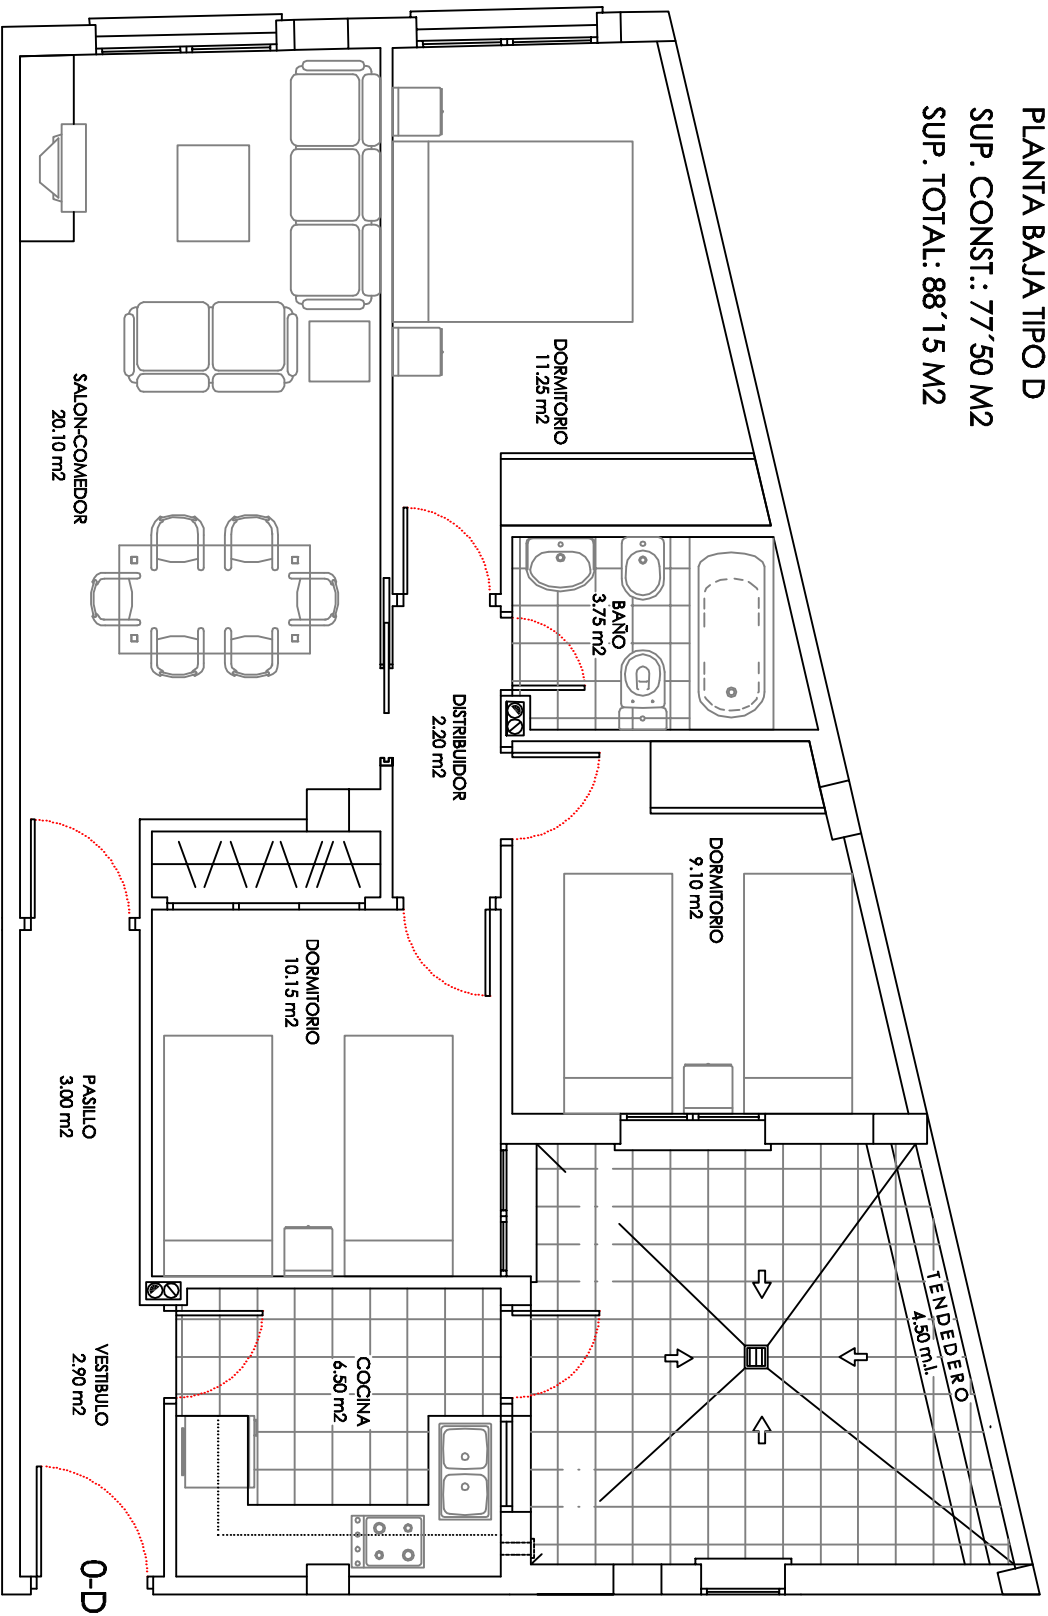 PLANTA BAJA TIPO D
SUP. CONST.: 77´50 M2
SUP. TOTAL: 88´15 M2
DORMITORIO
11.25 m2
SALON-COMEDOR
20.10 m2
BAÑO
3.75 m2
DISTRIBUIDOR
2.20 m2
DORMITORIO
9.10 m2
DORMITORIO
10.15 m2
PASILLO
3.00 m2
TENDEDERO
4.50 m.l.
COCINA
6.50 m2
VESTIBULO
2.90 m2
0-D